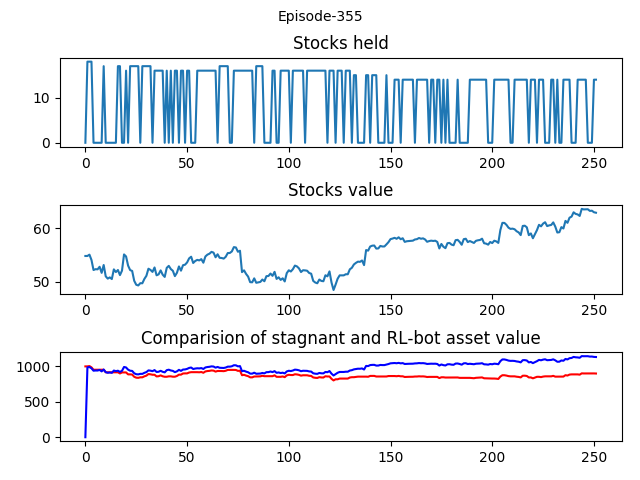 Episode-355
Stocks held
10
0
0 50 100 150 200 250
Stocks value
60
50
0 50 100 150 200 250
Comparision of stagnant and RL-bot asset value
1000
500
0
0 50 100 150 200 250